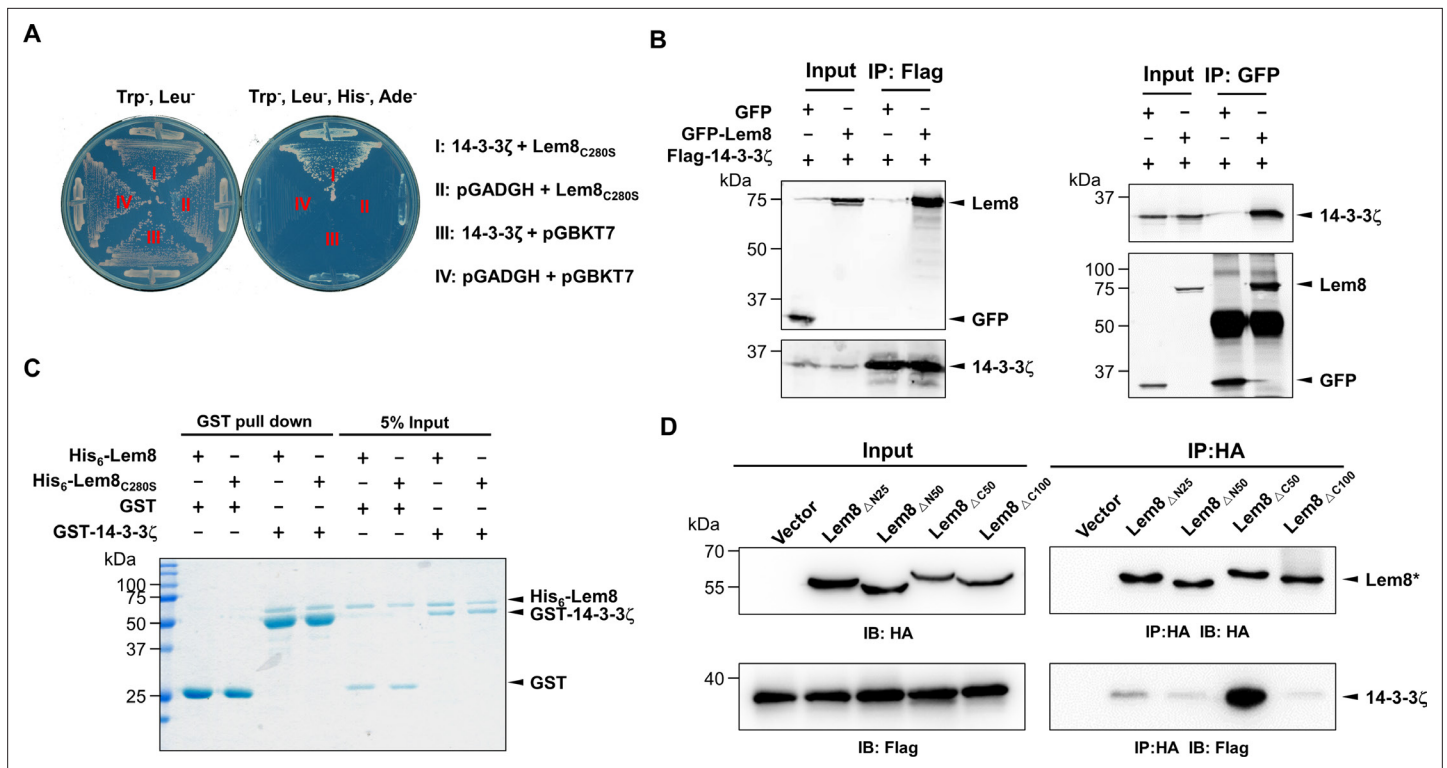 A
Trp-, Leu-
Trp-, Leu-, His-, Ade-
I
II
III
IV
I
II
III
IV
I: 14-3-3ζ + Lem8C280S
II: pGADGH + Lem8C280S
III: 14-3-3ζ + pGBKT7
IV: pGADGH + pGBKT7
B
Input IP: Flag
GFP + – + –
GFP-Lem8 – + – +
Flag-14-3-3ζ + + + +
kDa
75
50
37
37
Lem8
GFP
14-3-3ζ
Input IP: GFP
+ – + –
– + – +
+ + + +
kDa
37
100
75
50
37
14-3-3ζ
Lem8
GFP
C
GST pull down 5% Input
His6-Lem8 + – + – + – + –
His6-Lem8C280S – + – + – + – +
GST + + – – + + – –
GST-14-3-3ζ – – + + – – + +
kDa
100
75
50
37
25
His6-Lem8
GST-14-3-3ζ
GST
D
Input IP:HA
Vector Lem8△N25 Lem8△N50 Lem8△C50 Lem8△C100
Vector Lem8△N25 Lem8△N50 Lem8△C50 Lem8△C100
kDa
70
55
Lem8*
IB: HA
IP:HA IB: HA
40
14-3-3ζ
IB: Flag
IP:HA IB: Flag